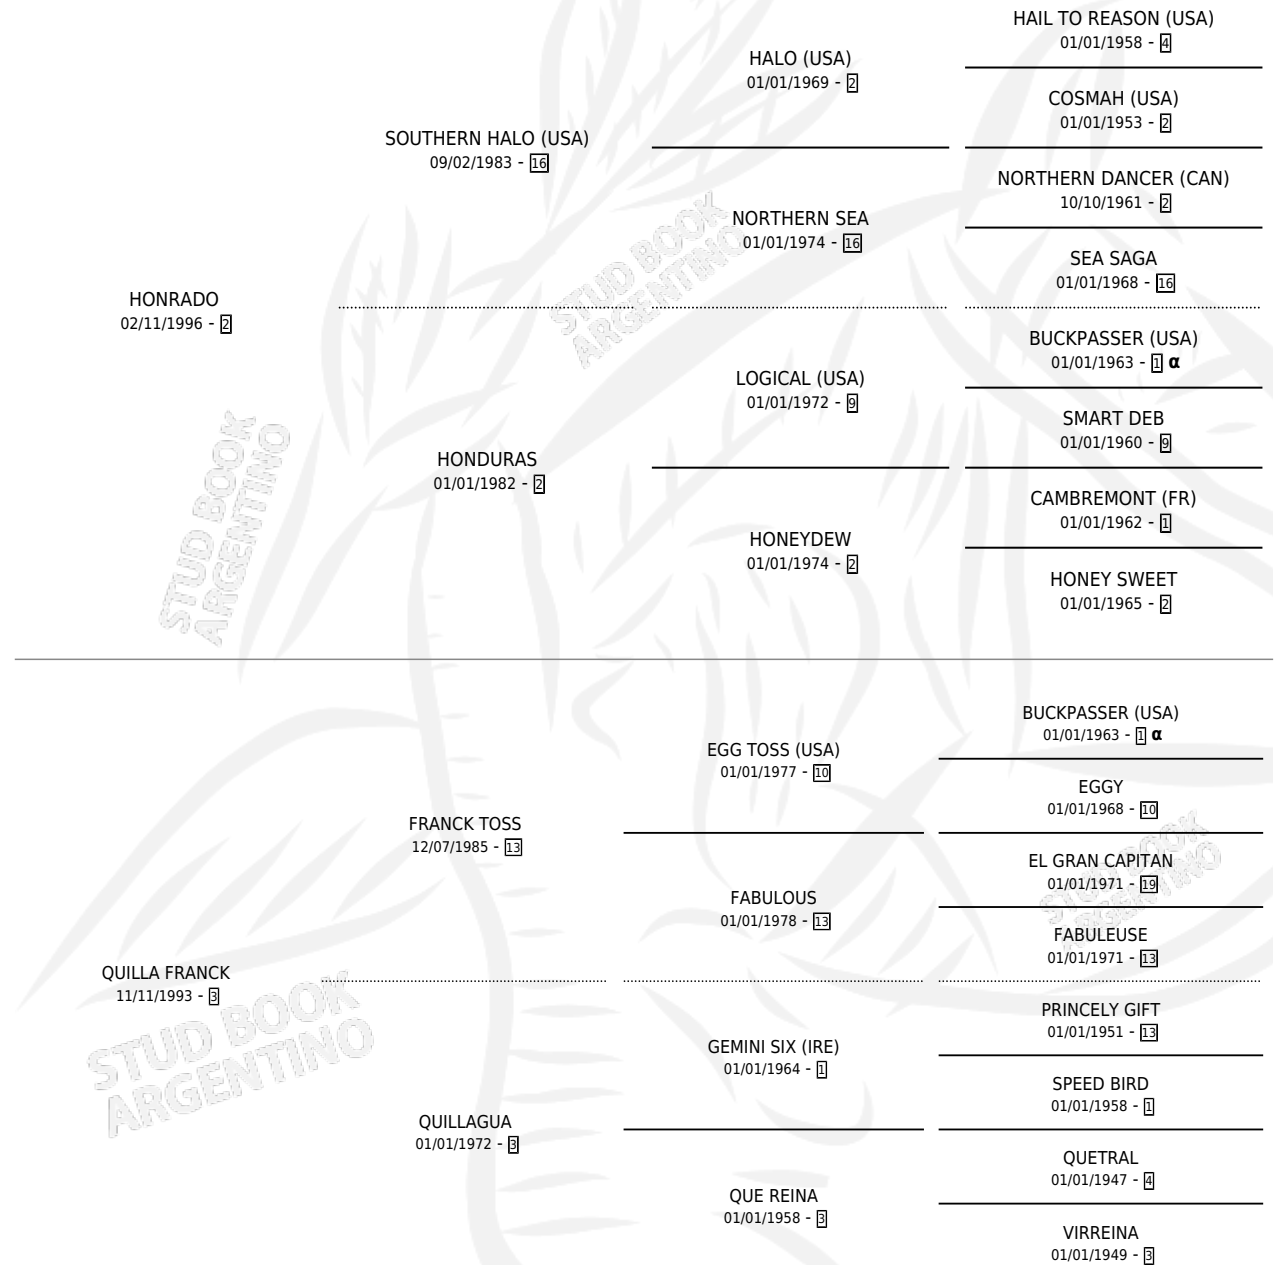 HAIL TO REASON (USA)
01/01/1958 - 4
HALO (USA)
01/01/1969 - 2
COSMAH (USA)
01/01/1953 - 2
SOUTHERN HALO (USA)
09/02/1983 - 16
NORTHERN DANCER (CAN)
10/10/1961 - 2
NORTHERN SEA
01/01/1974 - 16
SEA SAGA
01/01/1968 - 16
HONRADO
02/11/1996 - 2
BUCKPASSER (USA)
01/01/1963 - 1 α
LOGICAL (USA)
01/01/1972 - 9
SMART DEB
01/01/1960 - 9
HONDURAS
01/01/1982 - 2
CAMBREMONT (FR)
01/01/1962 - 1
HONEYDEW
01/01/1974 - 2
HONEY SWEET
01/01/1965 - 2
BUCKPASSER (USA)
01/01/1963 - 1 α
EGG TOSS (USA)
01/01/1977 - 10
EGGY
01/01/1968 - 10
FRANCK TOSS
12/07/1985 - 13
EL GRAN CAPITAN
01/01/1971 - 19
FABULOUS
01/01/1978 - 13
FABULEUSE
01/01/1971 - 13
QUILLA FRANCK
11/11/1993 - 3
PRINCELY GIFT
01/01/1951 - 13
GEMINI SIX (IRE)
01/01/1964 - 1
SPEED BIRD
01/01/1958 - 1
QUILLAGUA
01/01/1972 - 3
QUETRAL
01/01/1947 - 4
QUE REINA
01/01/1958 - 3
VIRREINA
01/01/1949 - 3
STUD BOOK
ARGENTINO
STUD BOOK
ARGENTINO
STUD BOOK
ARGENTINO
STUD BOOK
ARGENTINO